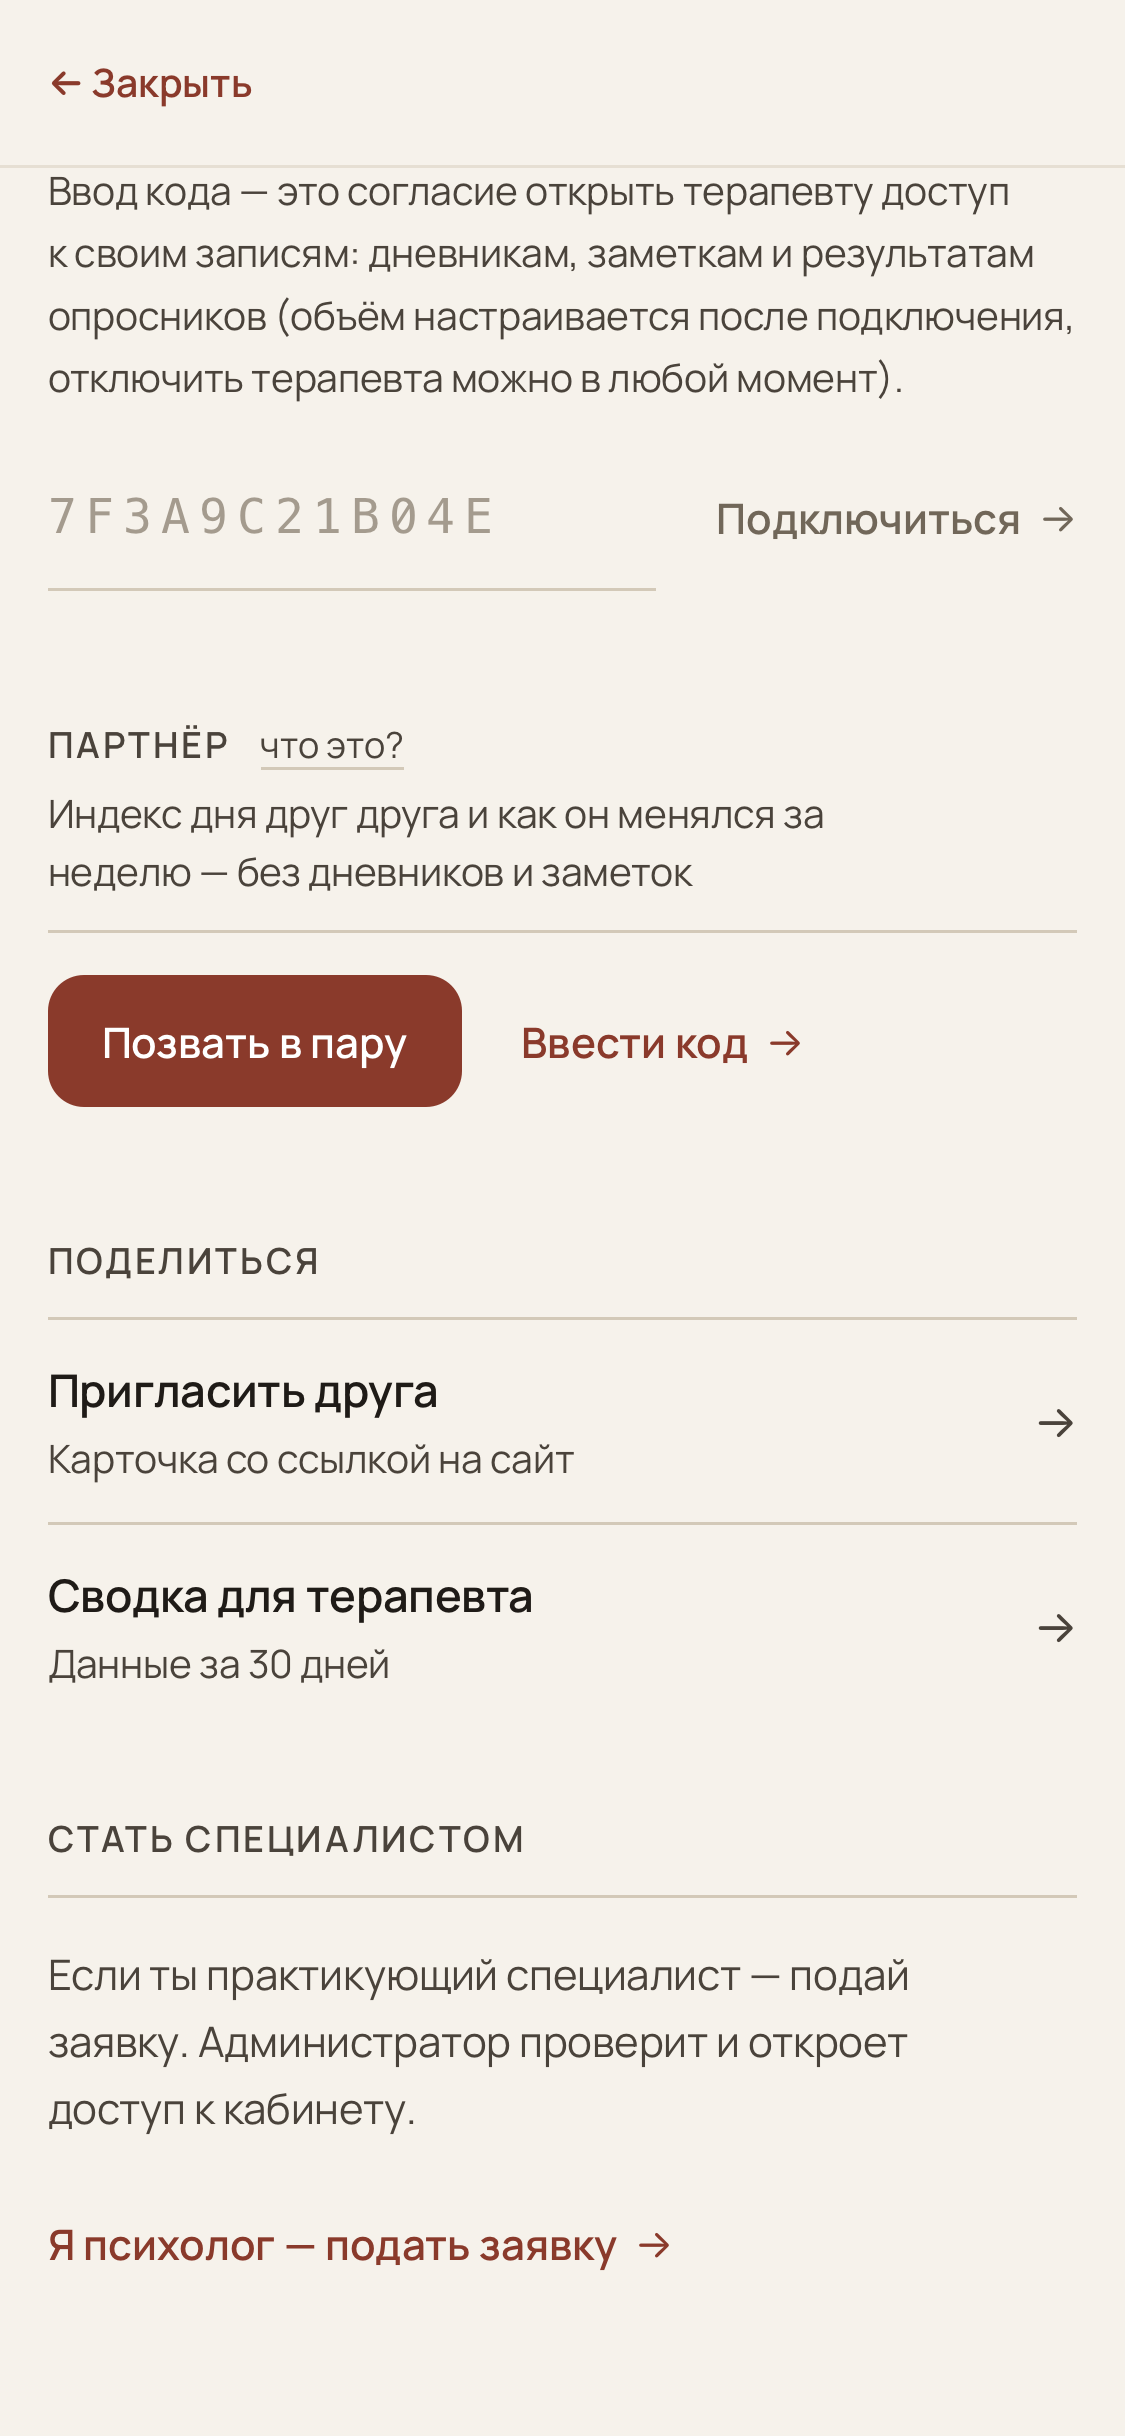 ← Закрыть
Ввод кода — это согласие открыть терапевту доступ
к своим записям: дневникам, заметкам и результатам
опросников (объём настраивается после подключения,
отключить терапевта можно в любой момент).
7F3A9C21B04E
Подключиться →
ПАРТНЁР что это?
Индекс дня друг друга и как он менялся за
неделю — без дневников и заметок
Позвать в пару
Ввести код →
ПОДЕЛИТЬСЯ
Пригласить друга
Карточка со ссылкой на сайт
→
Сводка для терапевта
Данные за 30 дней
→
СТАТЬ СПЕЦИАЛИСТОМ
Если ты практикующий специалист — подай
заявку. Администратор проверит и откроет
доступ к кабинету.
Я психолог — подать заявку →